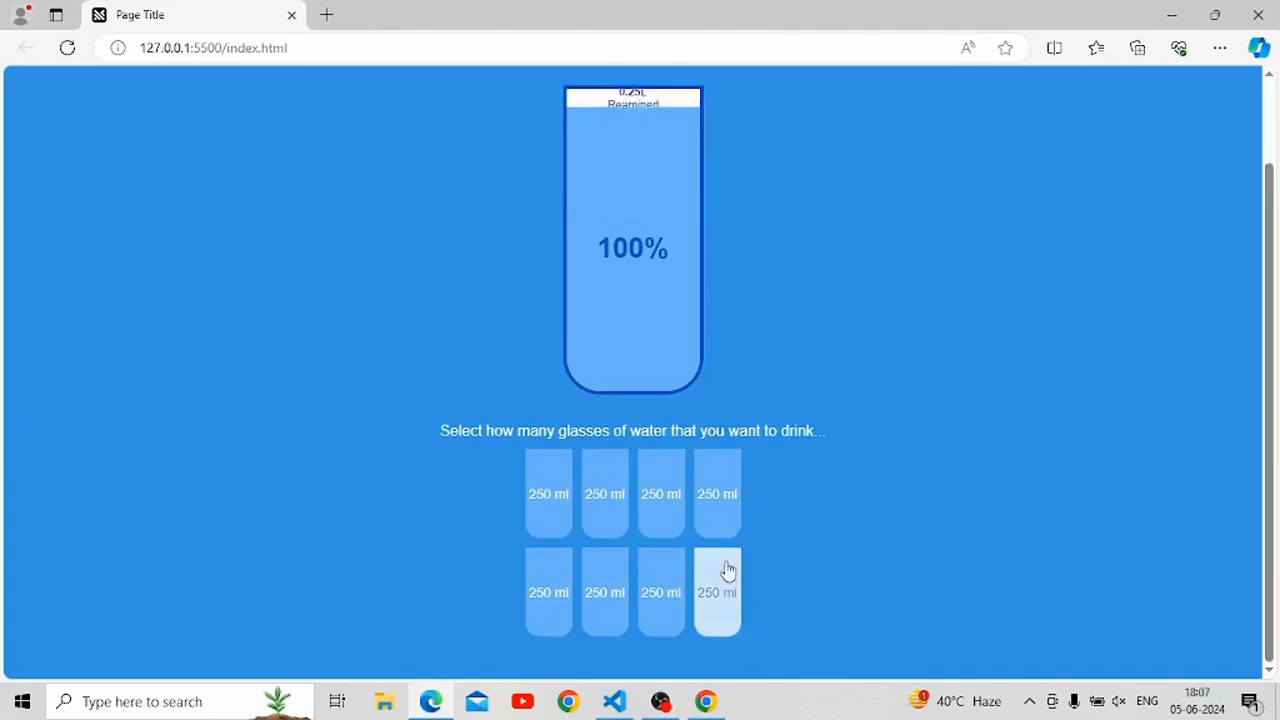 Page Title
127.0.0.1:5500/index.html
0.25L
Reamined
100%
Select how many glasses of water that you want to drink...
250 ml 250 ml 250 ml 250 ml
250 ml 250 ml 250 ml 250 ml
Type here to search
1
40°C Haze
ENG
18:07
05-06-2024
1